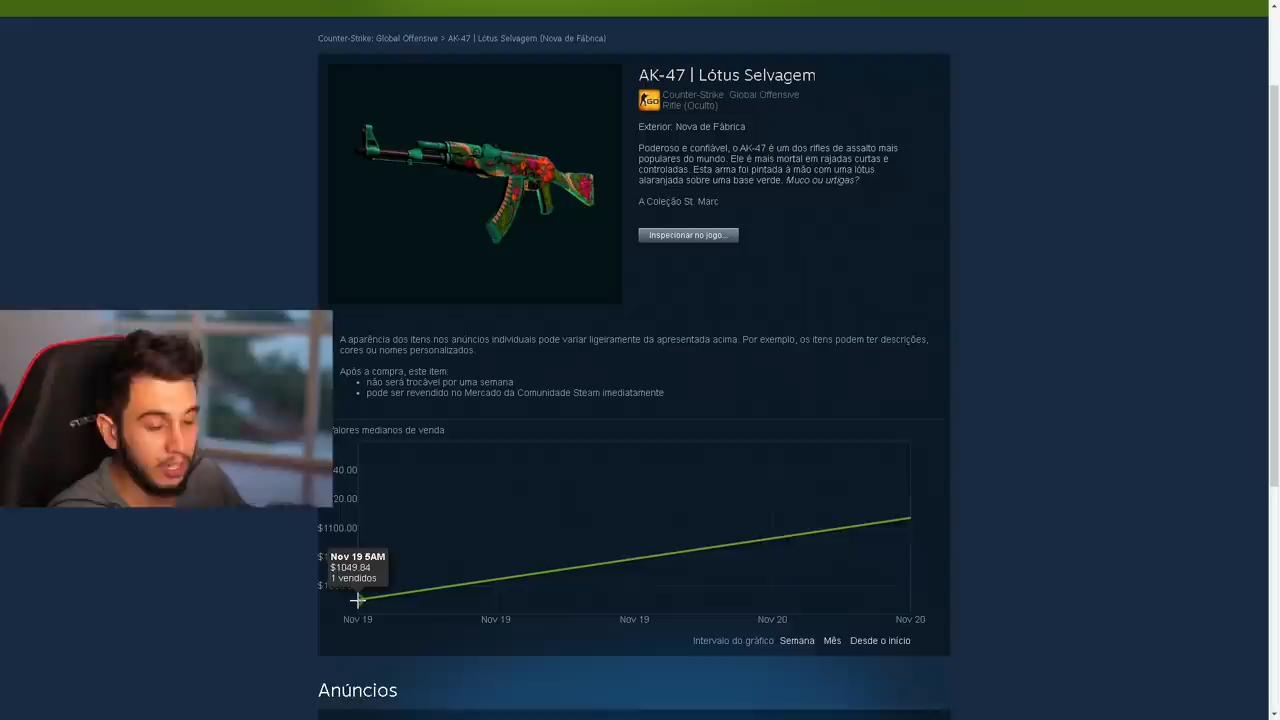 Counter-Strike: Global Offensive > AK-47 | Lótus Selvagem (Nova de Fábrica)
AK-47 | Lótus Selvagem
GO
Counter-Strike: Global Offensive
Rifle (Oculto)
Exterior: Nova de Fábrica
Poderoso e confiável, o AK-47 é um dos rifles de assalto mais
populares do mundo. Ele é mais mortal em rajadas curtas e
controladas. Esta arma foi pintada à mão com uma lótus
alaranjada sobre uma base verde. Muco ou urtigas?
A Coleção St. Marc
Inspecionar no jogo...
A aparência dos itens nos anúncios individuais pode variar ligeiramente da apresentada acima. Por exemplo, os itens podem ter descrições,
cores ou nomes personalizados.
Após a compra, este item:
não será trocável por uma semana
pode ser revendido no Mercado da Comunidade Steam imediatamente
alores medianos de venda
40.00
20.00
$1100.00
Nov 19 5AM
$1049.84
1 vendidos
Nov 19 Nov 19 Nov 19 Nov 20 Nov 20
Intervalo do gráfico Semana Mês Desde o início
Anúncios